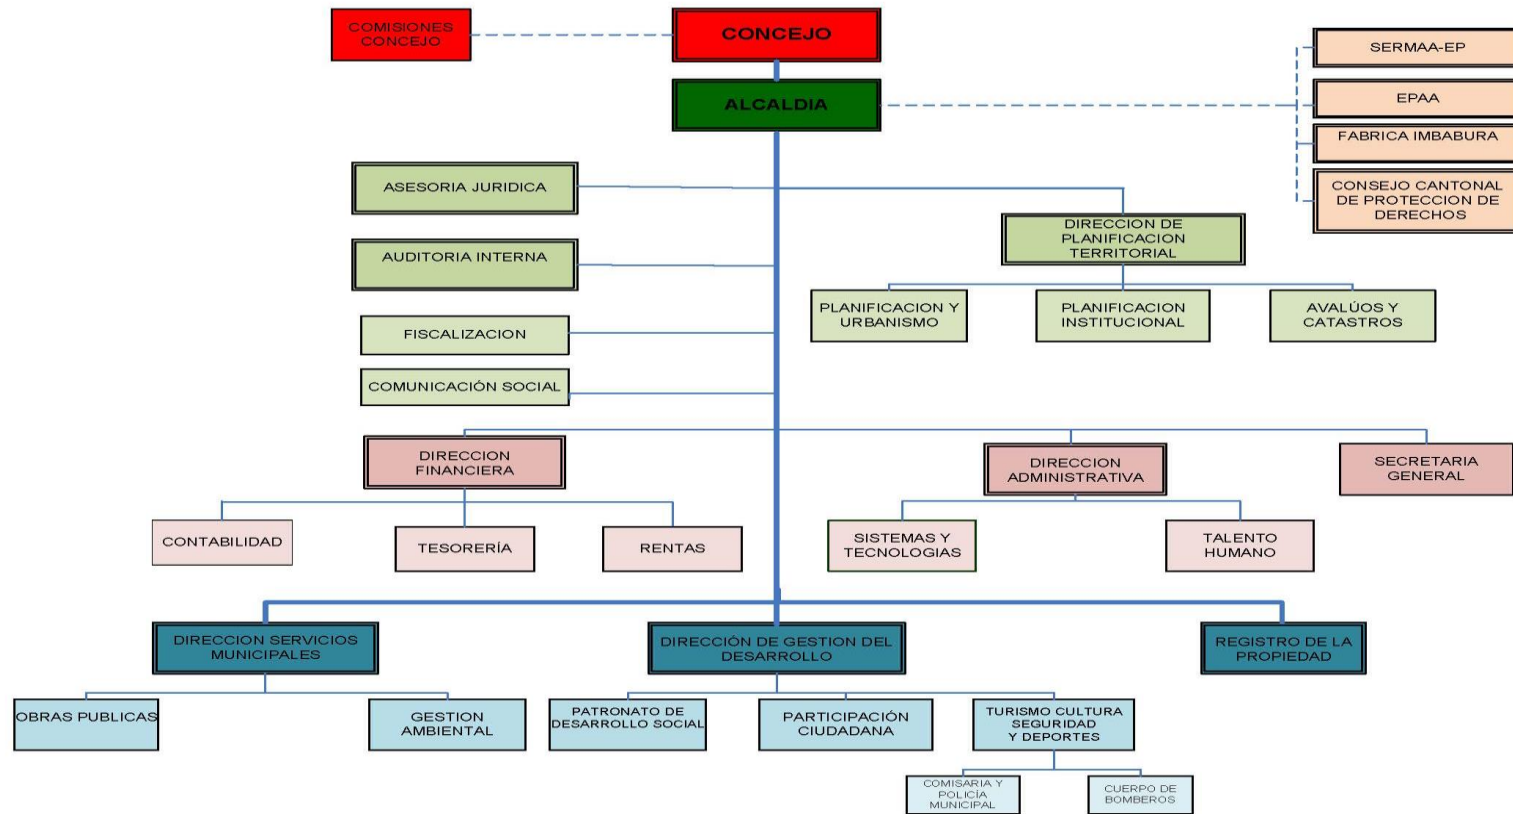 COMISIONES
CONCEJO
CONCEJO
SERMAA-EP
ALCALDIA
EPAA
FABRICA IMBABURA
CONSEJO CANTONAL
DE PROTECCION DE
DERECHOS
ASESORIA JURIDICA
DIRECCION DE
PLANIFICACION
TERRITORIAL
AUDITORIA INTERNA
PLANIFICACION Y
URBANISMO
PLANIFICACION
INSTITUCIONAL
AVALÚOS Y
CATASTROS
FISCALIZACION
COMUNICACIÓN SOCIAL
DIRECCION
FINANCIERA
DIRECCION
ADMINISTRATIVA
SECRETARIA
GENERAL
CONTABILIDAD
TESORERÍA
RENTAS
SISTEMAS Y
TECNOLOGIAS
TALENTO
HUMANO
DIRECCION SERVICIOS
MUNICIPALES
DIRECCIÓN DE GESTION DEL
DESARROLLO
REGISTRO DE LA
PROPIEDAD
OBRAS PUBLICAS
GESTION
AMBIENTAL
PATRONATO DE
DESARROLLO SOCIAL
PARTICIPACIÓN
CIUDADANA
TURISMO CULTURA
SEGURIDAD
Y DEPORTES
COMISARIA Y
POLICÍA
MUNICIPAL
CUERPO DE
BOMBEROS